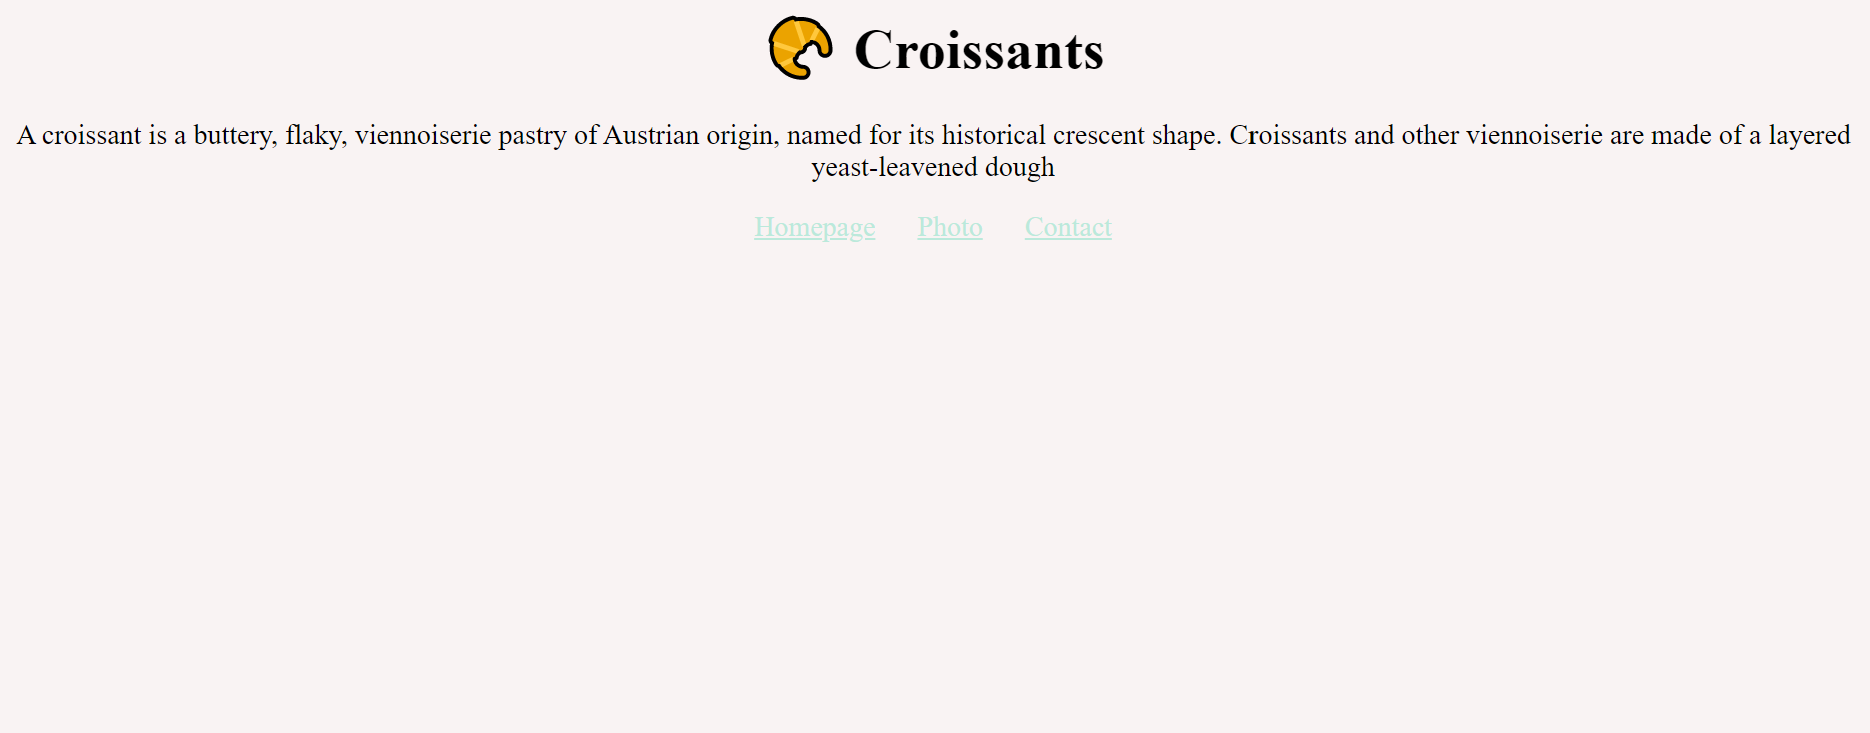 Croissants
A croissant is a buttery, flaky, viennoiserie pastry of Austrian origin, named for its historical crescent shape. Croissants and other viennoiserie are made of a layered
yeast-leavened dough
Homepage Photo Contact